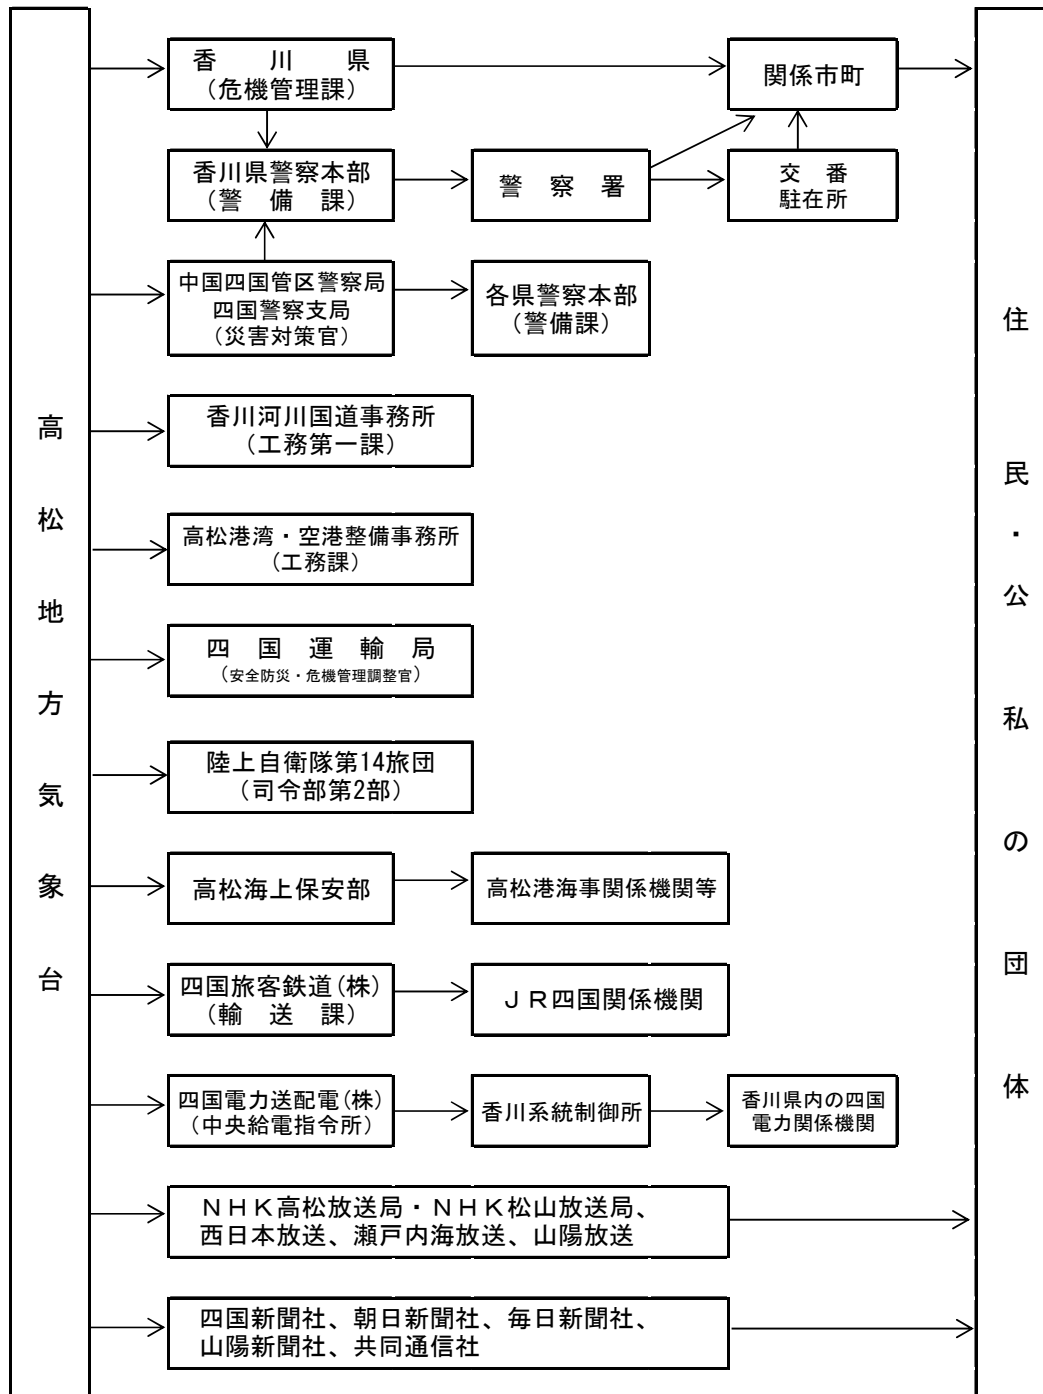 高松地方気象台
香川県
（危機管理課）
関係市町
香川県警察本部
（警備課）
警察署
交番
駐在所
中国四国管区警察局
四国警察支局
（災害対策官）
各県警察本部
（警備課）
香川河川国道事務所
（工務第一課）
高松港湾・空港整備事務所
（工務課）
四国運輸局
（安全防災・危機管理調整官）
陸上自衛隊第14旅団
（司令部第2部）
高松海上保安部
高松港海事関係機関等
四国旅客鉄道（株）
（輸送課）
ＪＲ四国関係機関
四国電力送配電（株）
（中央給電指令所）
香川系統制御所
香川県内の四国
電力関係機関
ＮＨＫ高松放送局・ＮＨＫ松山放送局、
西日本放送、瀬戸内海放送、山陽放送
四国新聞社、朝日新聞社、毎日新聞社、
山陽新聞社、共同通信社
住民・公私の団体